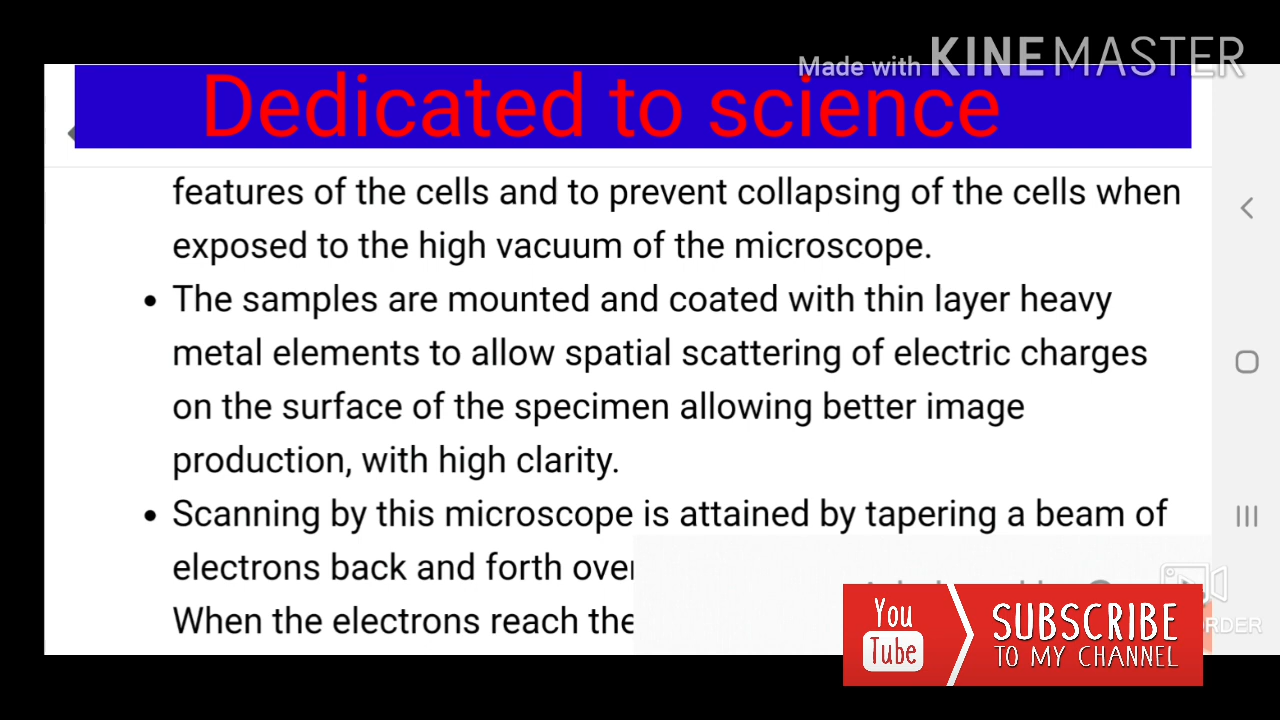 Made with KINEMASTER
Dedicated to science
features of the cells and to prevent collapsing of the cells when
exposed to the high vacuum of the microscope.
• The samples are mounted and coated with thin layer heavy
metal elements to allow spatial scattering of electric charges
on the surface of the specimen allowing better image
production, with high clarity.
• Scanning by this microscope is attained by tapering a beam of
electrons back and forth over
When the electrons reach the
You
Tube
SUBSCRIBE
TO MY CHANNEL